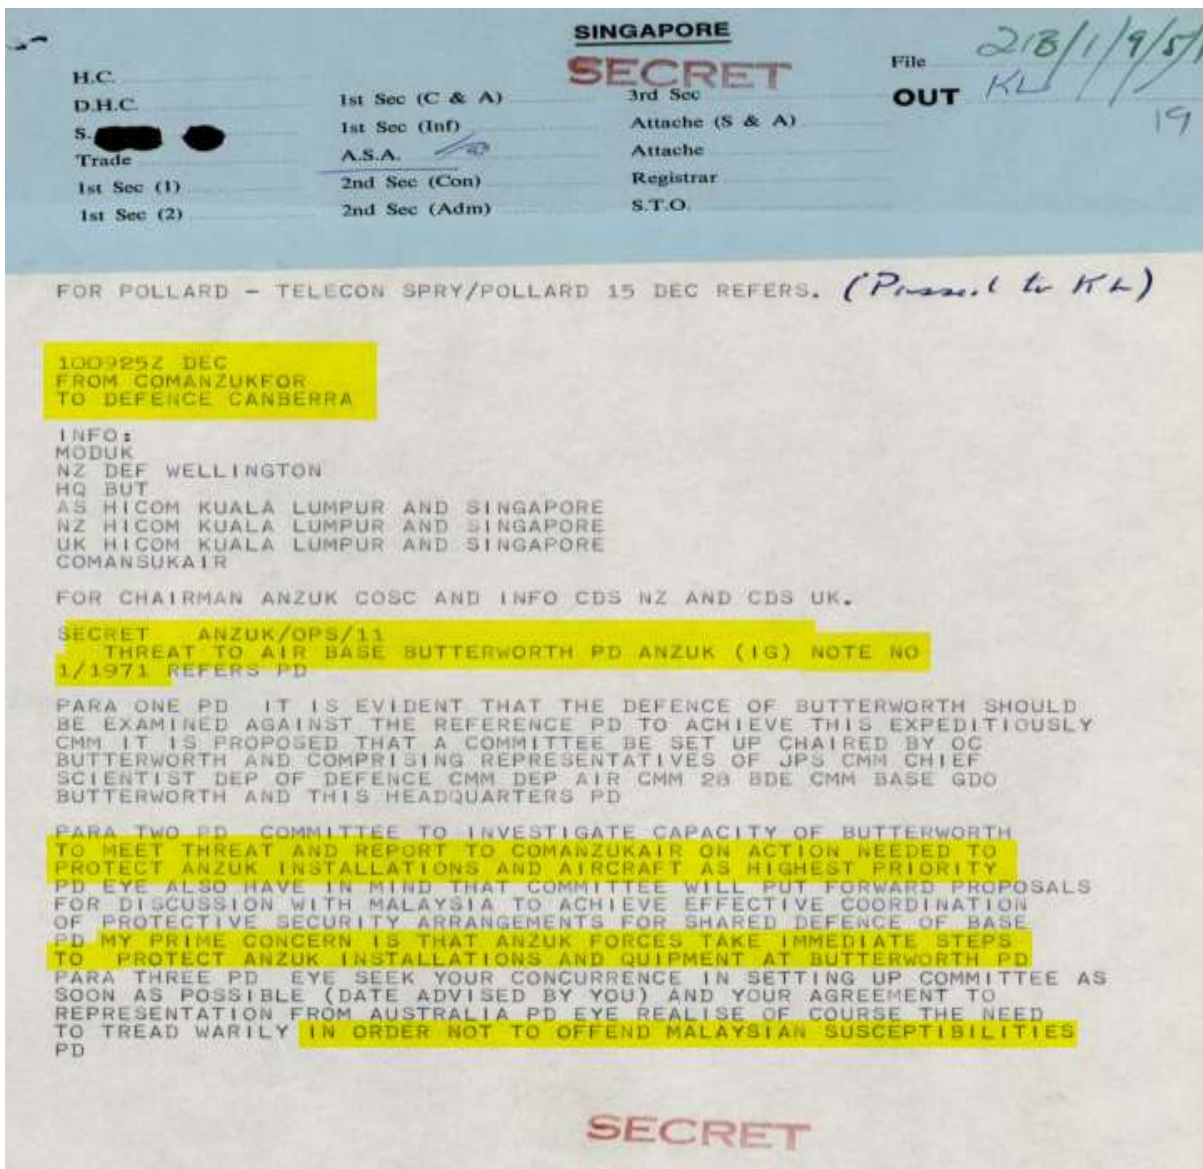 SINGAPORE
SECRET
File 218/1/9/5/1
OUT KL
19
H.C.
D.H.C.
S.
Trade
1st Sec (1)
1st Sec (2)
1st Sec (C & A)
1st Sec (Inf)
A.S.A.
2nd Sec (Con)
2nd Sec (Adm)
3rd Sec
Attache (S & A)
Attache
Registrar
S.T.O.
FOR POLLARD - TELECON SPRY/POLLARD 15 DEC REFERS. (Passed to KL)
100925Z DEC
FROM COMANZUKFOR
TO DEFENCE CANBERRA
INFO:
MODUK
NZ DEF WELLINGTON
HQ BUT
AS HICOM KUALA LUMPUR AND SINGAPORE
NZ HICOM KUALA LUMPUR AND SINGAPORE
UK HICOM KUALA LUMPUR AND SINGAPORE
COMANSUKAIR
FOR CHAIRMAN ANZUK COSC AND INFO CDS NZ AND CDS UK.
SECRET ANZUK/OPS/11
THREAT TO AIR BASE BUTTERWORTH PD ANZUK (IG) NOTE NO
1/1971 REFERS PD
PARA ONE PD IT IS EVIDENT THAT THE DEFENCE OF BUTTERWORTH SHOULD
BE EXAMINED AGAINST THE REFERENCE PD TO ACHIEVE THIS EXPEDITIOUSLY
CMM IT IS PROPOSED THAT A COMMITTEE BE SET UP CHAIRED BY OC
BUTTERWORTH AND COMPRISING REPRESENTATIVES OF JPS CMM CHIEF
SCIENTIST DEP OF DEFENCE CMM DEP AIR CMM 28 BDE CMM BASE GDO
BUTTERWORTH AND THIS HEADQUARTERS PD
PARA TWO PD COMMITTEE TO INVESTIGATE CAPACITY OF BUTTERWORTH
TO MEET THREAT AND REPORT TO COMANZUKAIR ON ACTION NEEDED TO
PROTECT ANZUK INSTALLATIONS AND AIRCRAFT AS HIGHEST PRIORITY
PD EYE ALSO HAVE IN MIND THAT COMMITTEE WILL PUT FORWARD PROPOSALS
FOR DISCUSSION WITH MALAYSIA TO ACHIEVE EFFECTIVE COORDINATION
OF PROTECTIVE SECURITY ARRANGEMENTS FOR SHARED DEFENCE OF BASE
PD MY PRIME CONCERN IS THAT ANZUK FORCES TAKE IMMEDIATE STEPS
TO PROTECT ANZUK INSTALLATIONS AND QUIPMENT AT BUTTERWORTH PD
PARA THREE PD EYE SEEK YOUR CONCURRENCE IN SETTING UP COMMITTEE AS
SOON AS POSSIBLE (DATE ADVISED BY YOU) AND YOUR AGREEMENT TO
REPRESENTATION FROM AUSTRALIA PD EYE REALISE OF COURSE THE NEED
TO TREAD WARILY IN ORDER NOT TO OFFEND MALAYSIAN SUSCEPTIBILITIES
PD
SECRET